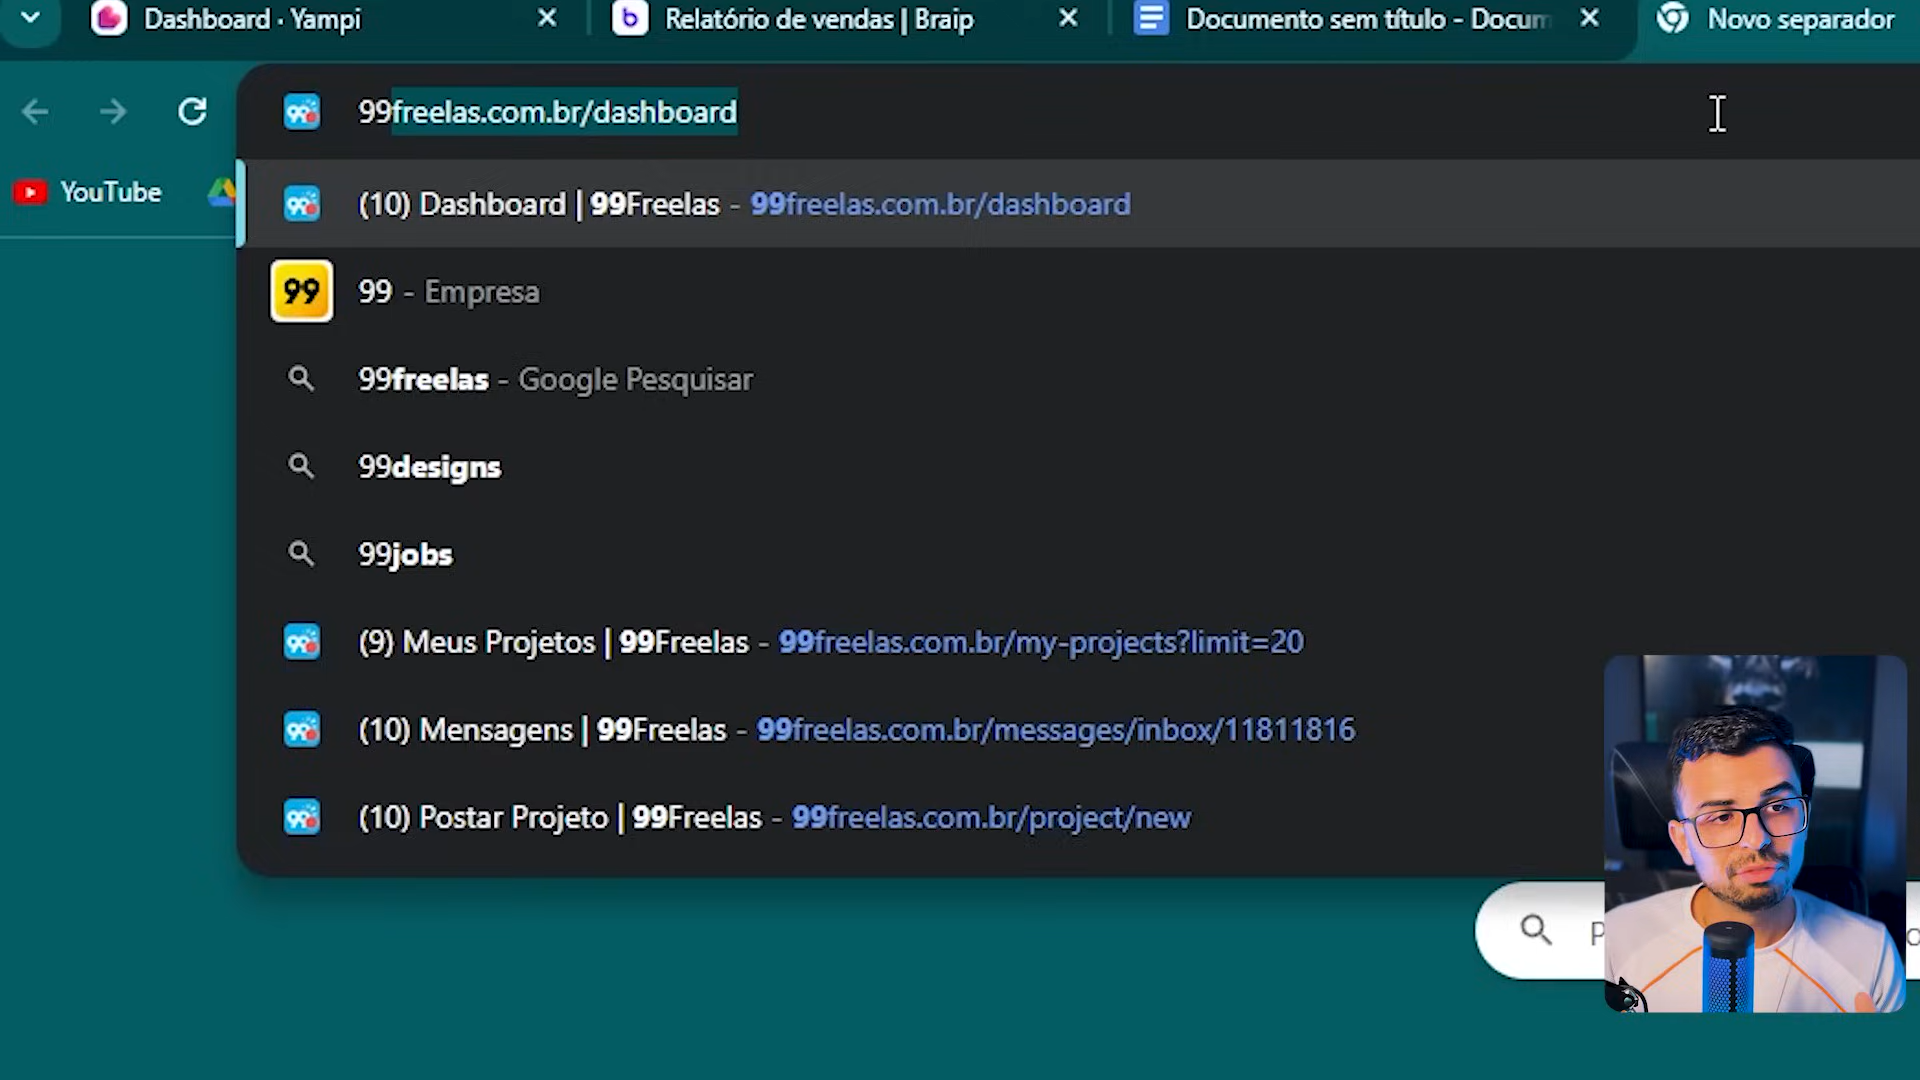 Dashboard · Yampi
Relatório de vendas | Braip
Documento sem título - Docum
Novo separador
99freelas.com.br/dashboard
YouTube
(10) Dashboard | 99Freelas - 99freelas.com.br/dashboard
99 - Empresa
99freelas - Google Pesquisar
99designs
99jobs
(9) Meus Projetos | 99Freelas - 99freelas.com.br/my-projects?limit=20
(10) Mensagens | 99Freelas - 99freelas.com.br/messages/inbox/11811816
(10) Postar Projeto | 99Freelas - 99freelas.com.br/project/new